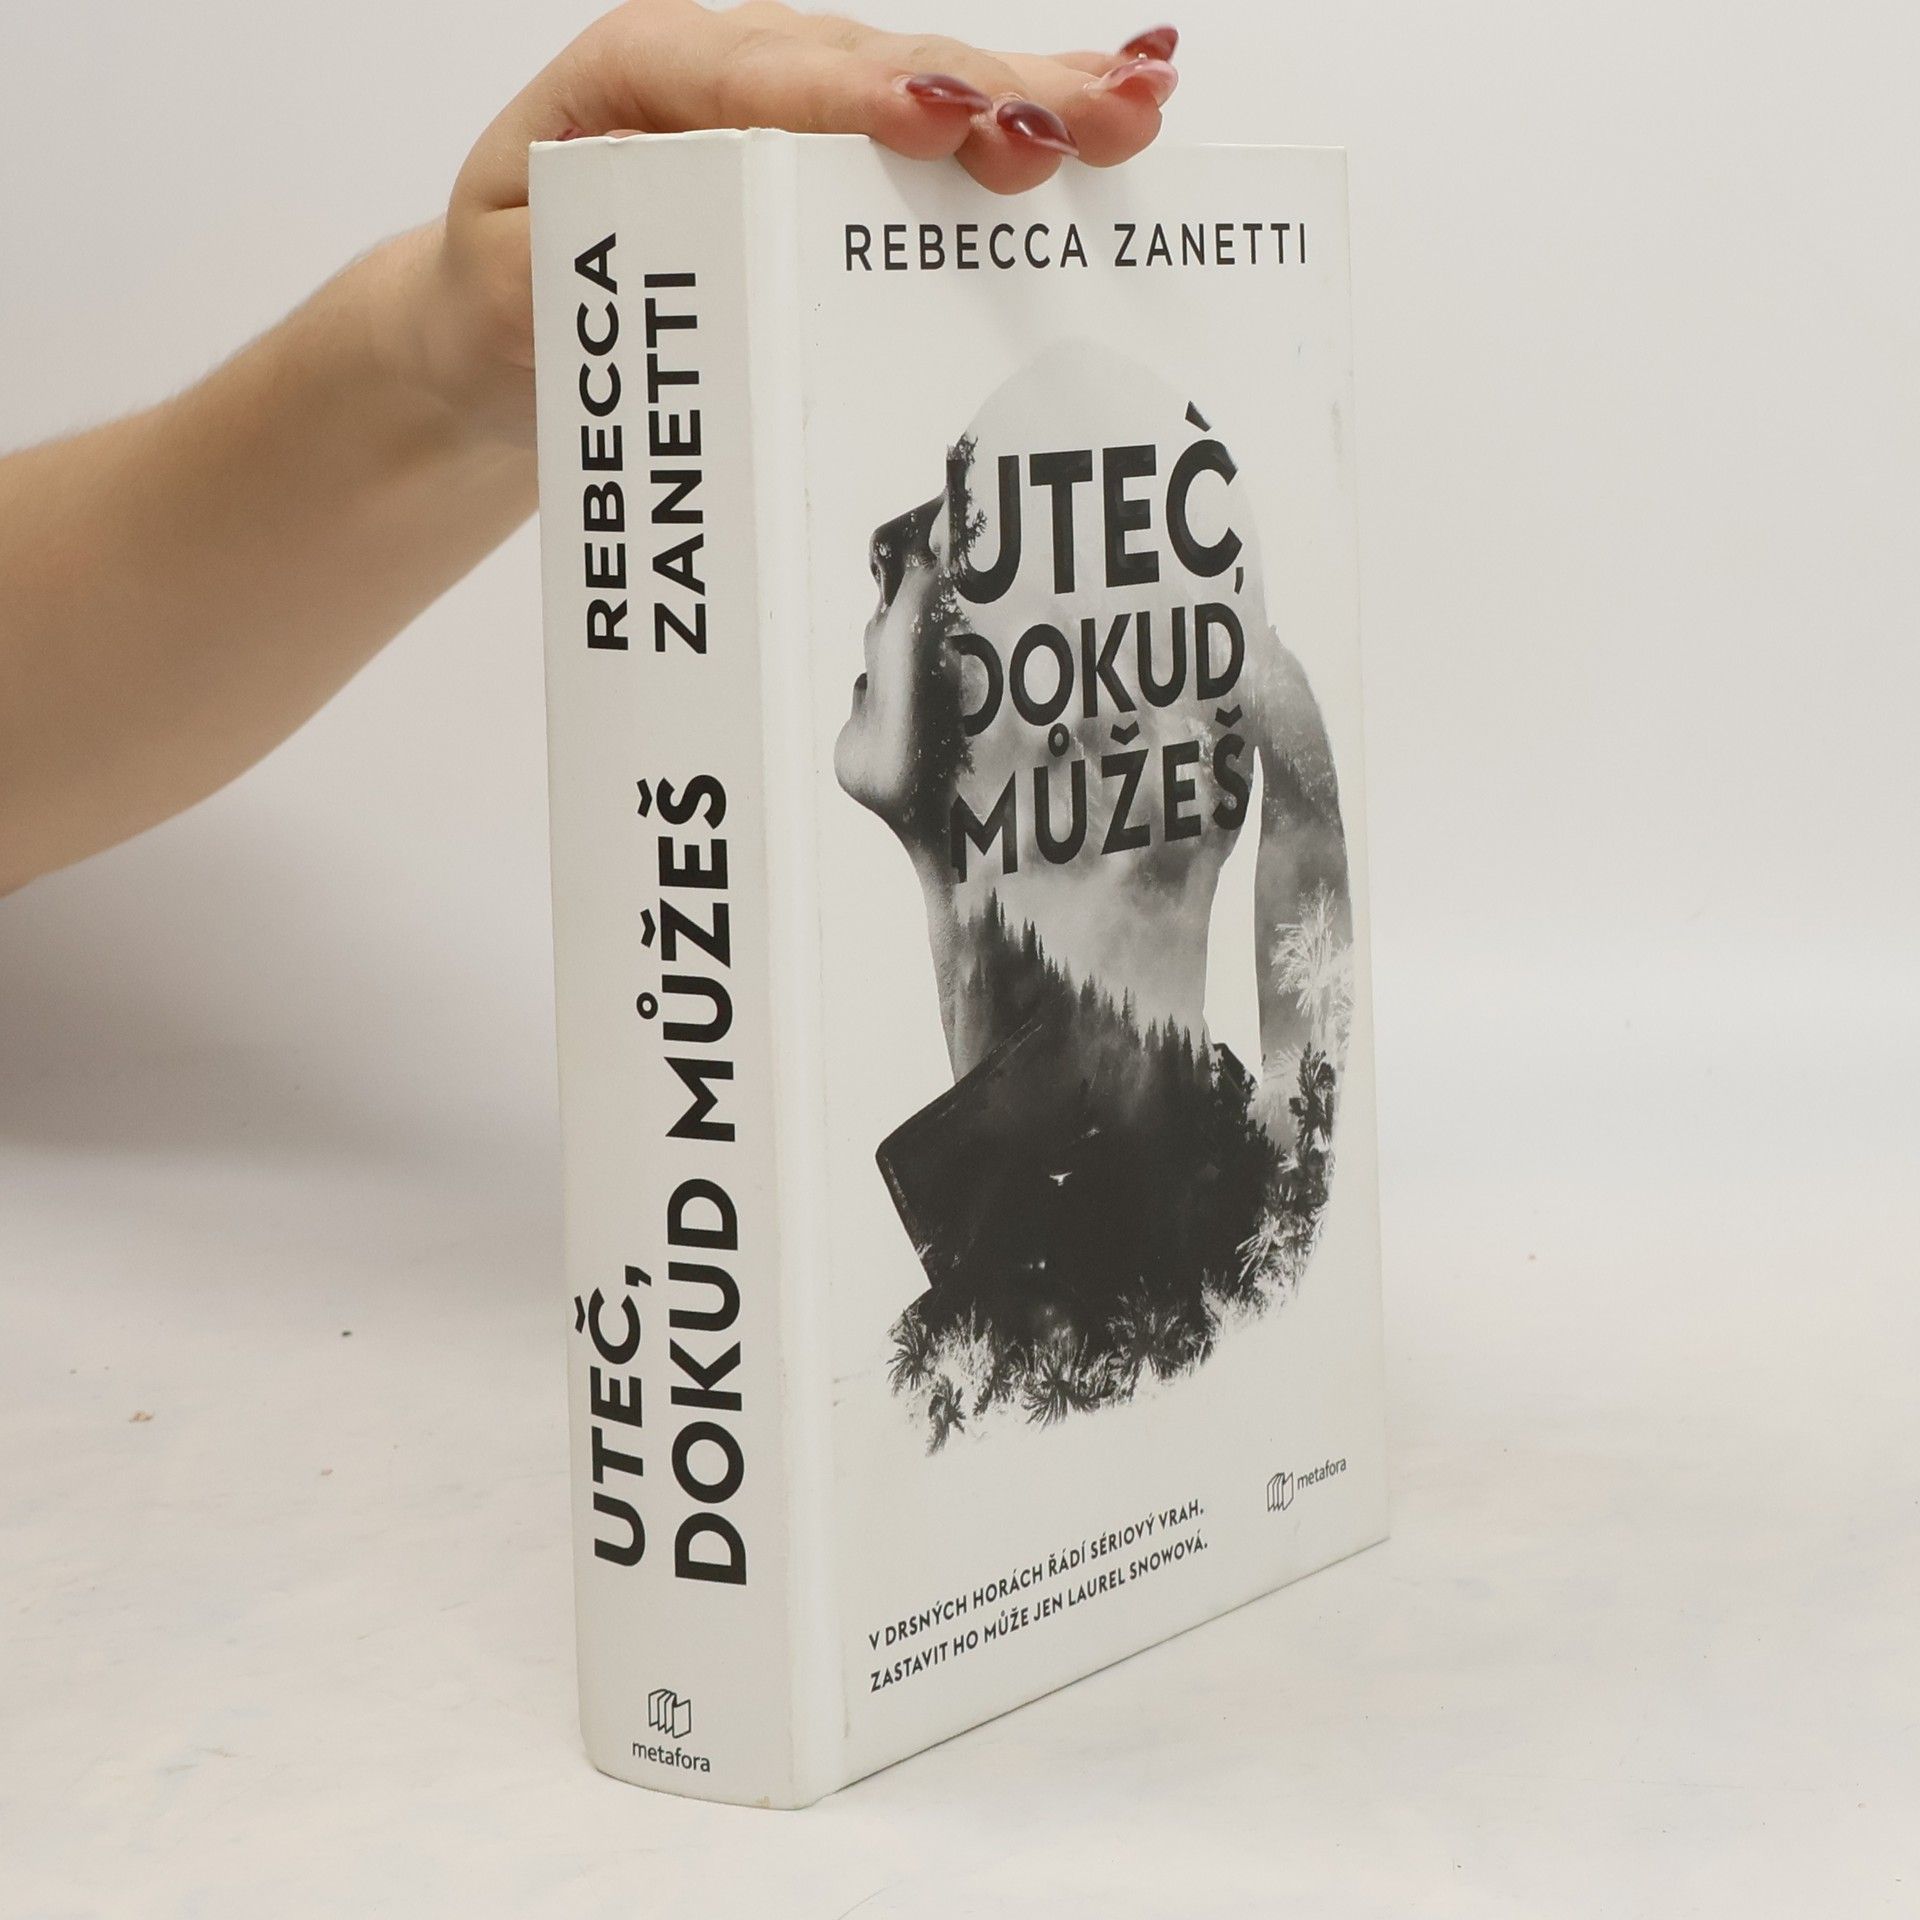 REBECCA
ZANETTI
UTEČ,
DOKUD MŮŽEŠ
metafora
REBECCA ZANETTI
UTEČ,
DOKUD
MŮŽEŠ
metafora
V DRSNÝCH HORÁCH ŘÁDÍ SÉRIOVÝ VRAH.
ZASTAVIT HO MŮŽE JEN LAUREL SNOWOVÁ.